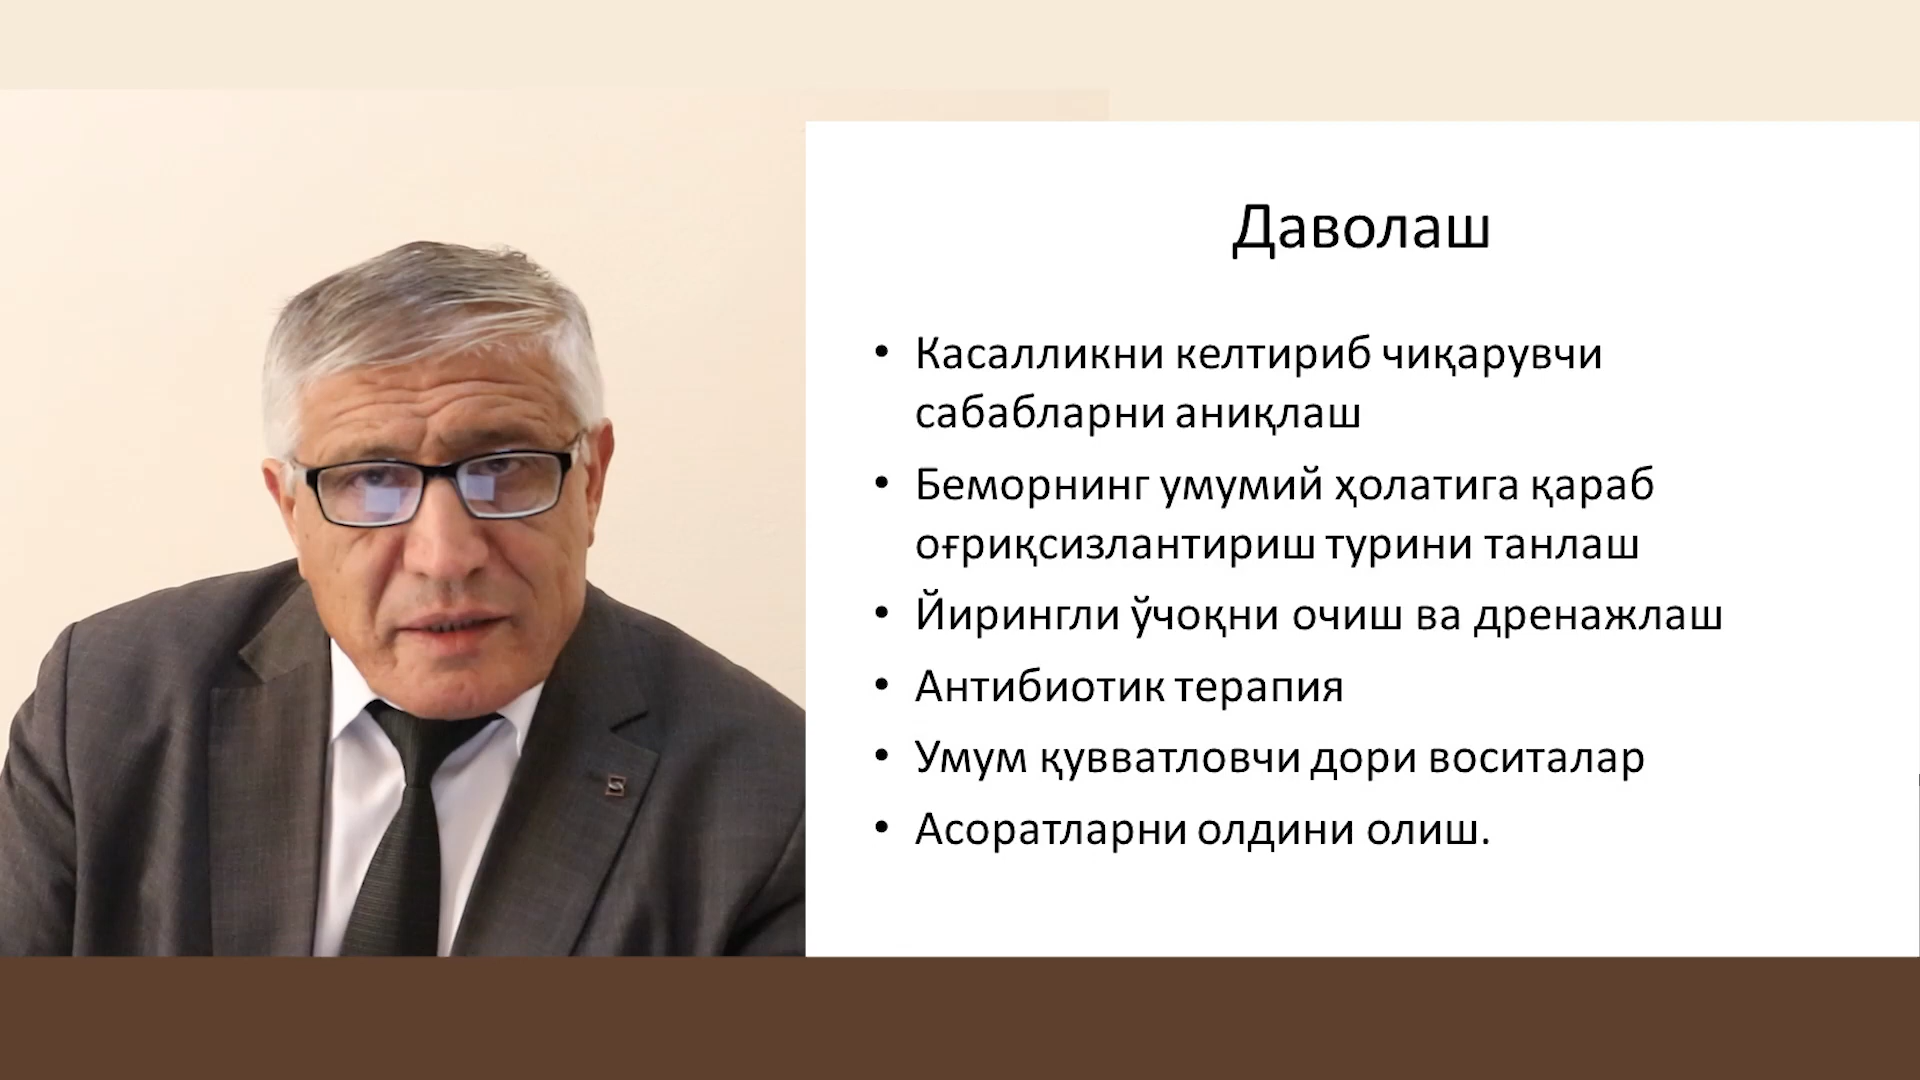 Даволаш
• Касалликни келтириб чиқарувчи
сабабларни аниқлаш
• Беморнинг умумий ҳолатига қараб
оғриқсизлантириш турини танлаш
• Йирингли ўчоқни очиш ва дренажлаш
• Антибиотик терапия
• Умум қувватловчи дори воситалар
• Асоратларни олдини олиш.